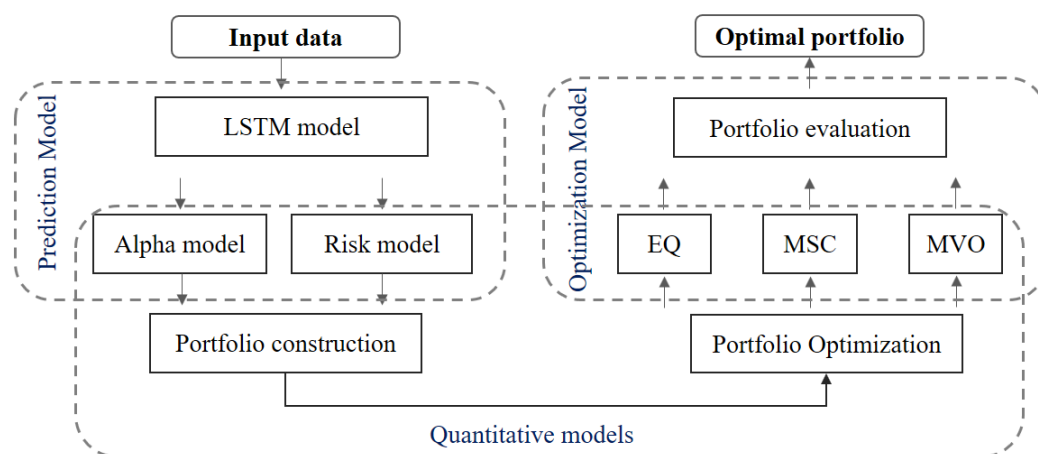 Input data
Optimal portfolio
Prediction Model
LSTM model
Alpha model
Risk model
Portfolio construction
Optimization Model
Portfolio evaluation
EQ
MSC
MVO
Portfolio Optimization
Quantitative models